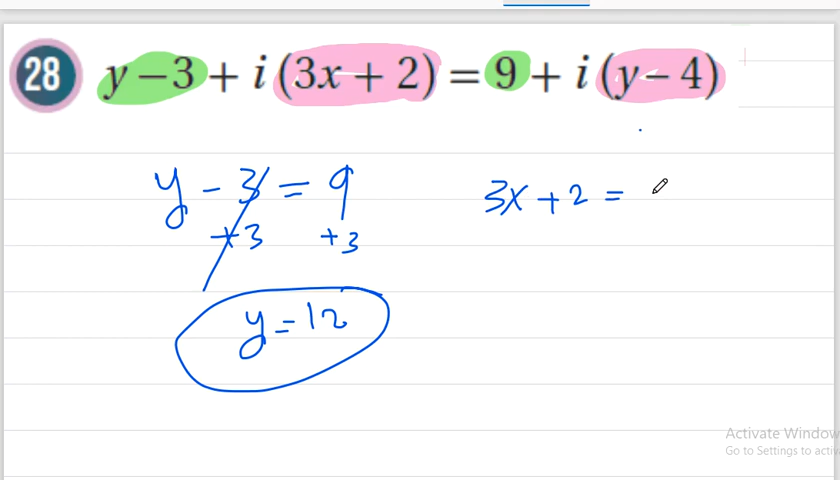 28 y – 3 + i (3x + 2) = 9 + i (y – 4)
y - 3 = 9
+3 +3
y = 12
3x + 2 =
Activate Window
Go to Settings to activ